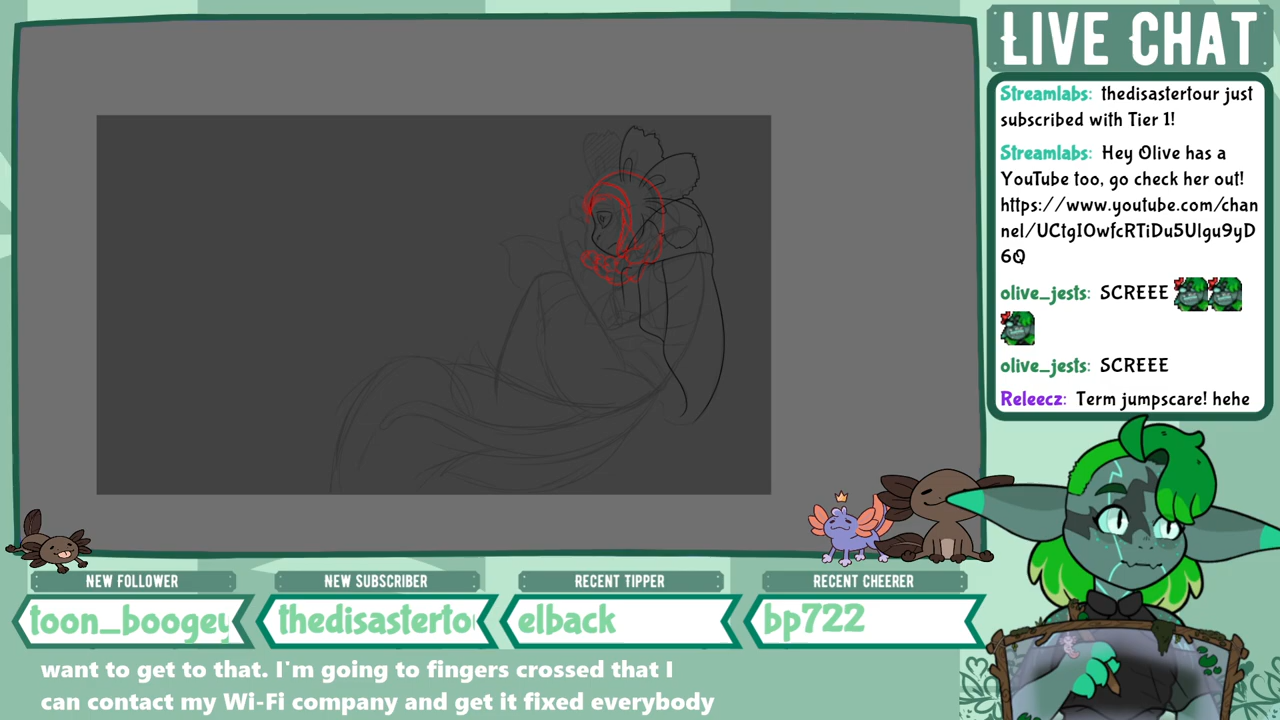 LIVE CHAT
Streamlabs: thedisastertour just
subscribed with Tier 1!
Streamlabs: Hey Olive has a
YouTube too, go check her out!
https://www.youtube.com/chan
nel/UCtgIOwfcRTiDu5Ulgu9yD
6Q
olive_jests: SCREEE
olive_jests: SCREEE
Releecz: Term jumpscare! hehe
NEW FOLLOWER
toon_boogey
NEW SUBSCRIBER
thedisasterto
RECENT TIPPER
elback
RECENT CHEERER
bp722
want to get to that. I'm going to fingers crossed that I
can contact my Wi-Fi company and get it fixed everybody